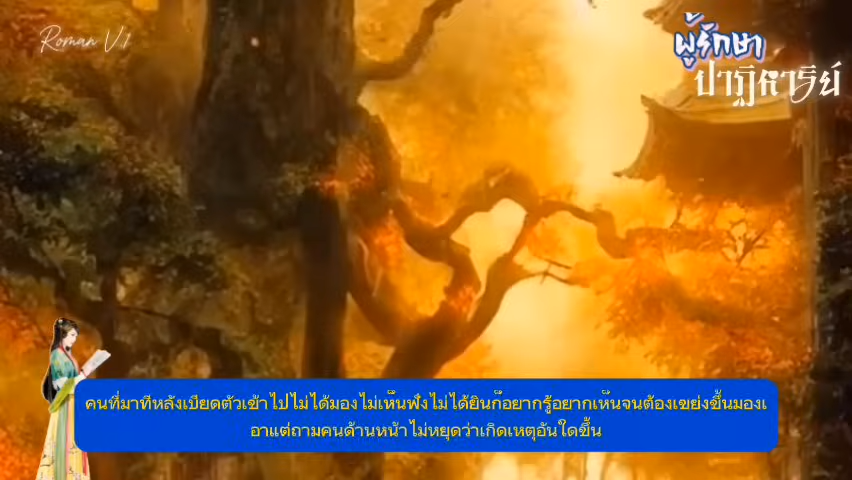 Roman V.1
ผู้รักษา
ปาฏิหาริย์
คนที่มาทีหลังเบียดตัวเข้าไปไม่ได้มองไม่เห็นฟังไม่ได้ยินก็อยากรู้อยากเห็นจนต้องเขย่งขึ้นมองเ
อาแต่ถามคนด้านหน้าไม่หยุดว่าเกิดเหตุอันใดขึ้น